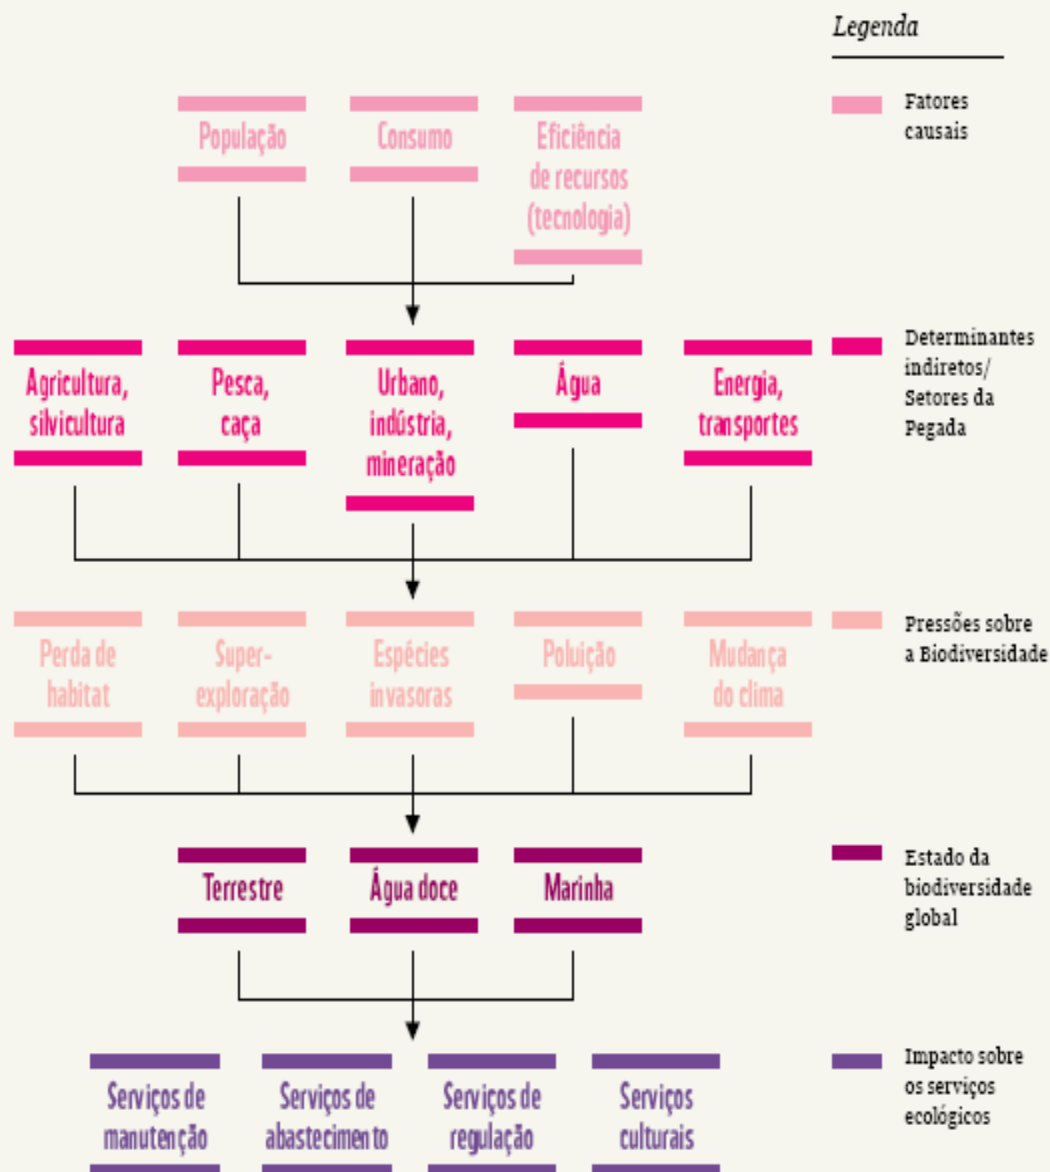 Legenda
Fatores
causais
População
Consumo
Eficiência
de recursos
(tecnologia)
Determinantes
indiretos/
Setores da
Pegada
Agricultura,
silvicultura
Pesca,
caça
Urbano,
indústria,
mineração
Água
Energia,
transportes
Pressões sobre
a Biodiversidade
Perda de
habitat
Super-
exploração
Espécies
invasoras
Poluição
Mudança
do clima
Estado da
biodiversidade
global
Terrestre
Água doce
Marinha
Impacto sobre
os serviços
ecológicos
Serviços de
manutenção
Serviços de
abastecimento
Serviços de
regulação
Serviços
culturais